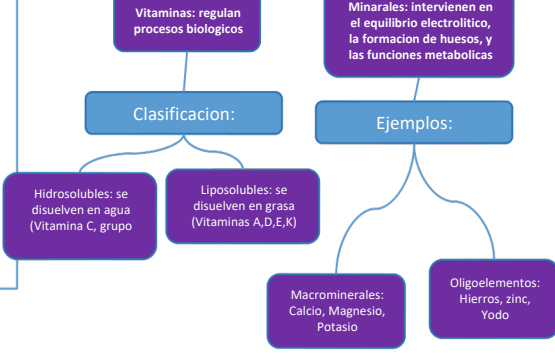 Vitaminas: regulan
procesos biologicos
Minarales: intervienen en
el equilibrio electrolitico,
la formacion de huesos, y
las funciones metabolicas
Clasificacion:
Ejemplos:
Hidrosolubles: se
disuelven en agua
(Vitamina C, grupo
Liposolubles: se
disuelven en grasa
(Vitaminas A,D,E,K)
Macrominerales:
Calcio, Magnesio,
Potasio
Oligoelementos:
Hierros, zinc,
Yodo